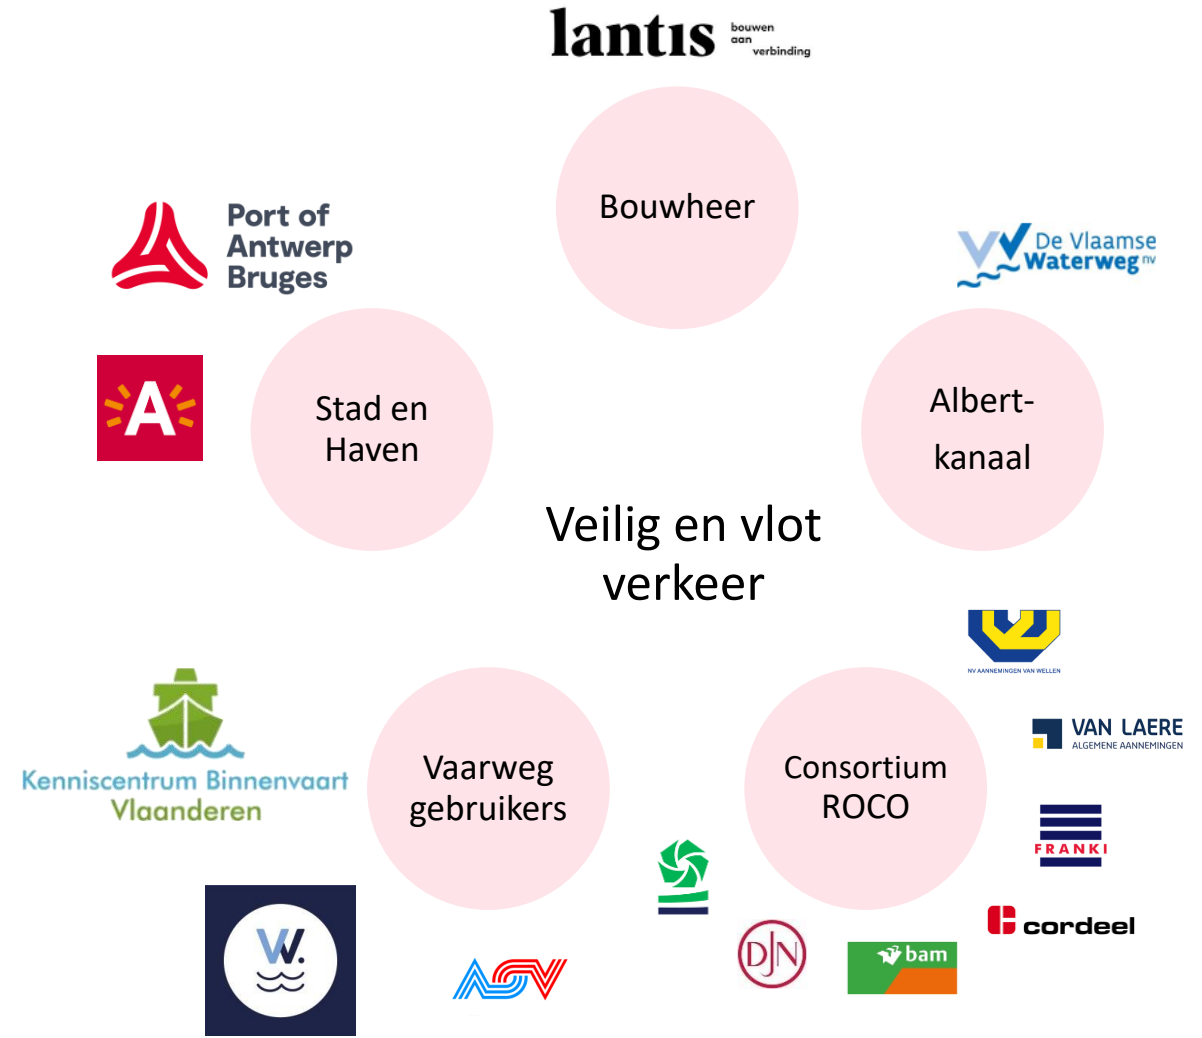 lantis
bouwen
aan
verbinding
Bouwheer
Port of
Antwerp
Bruges
De Vlaamse
Waterweg nv
A
Stad en
Haven
Albert-
kanaal
Veilig en vlot
verkeer
NV AANNEMINGEN VAN WELLEN
VAN LAERE
ALGEMENE AANNEMINGEN
Kenniscentrum Binnenvaart
Vlaanderen
Vaarweg
gebruikers
Consortium
ROCO
FRANKI
cordeel
W.
DJN
bam
ASV